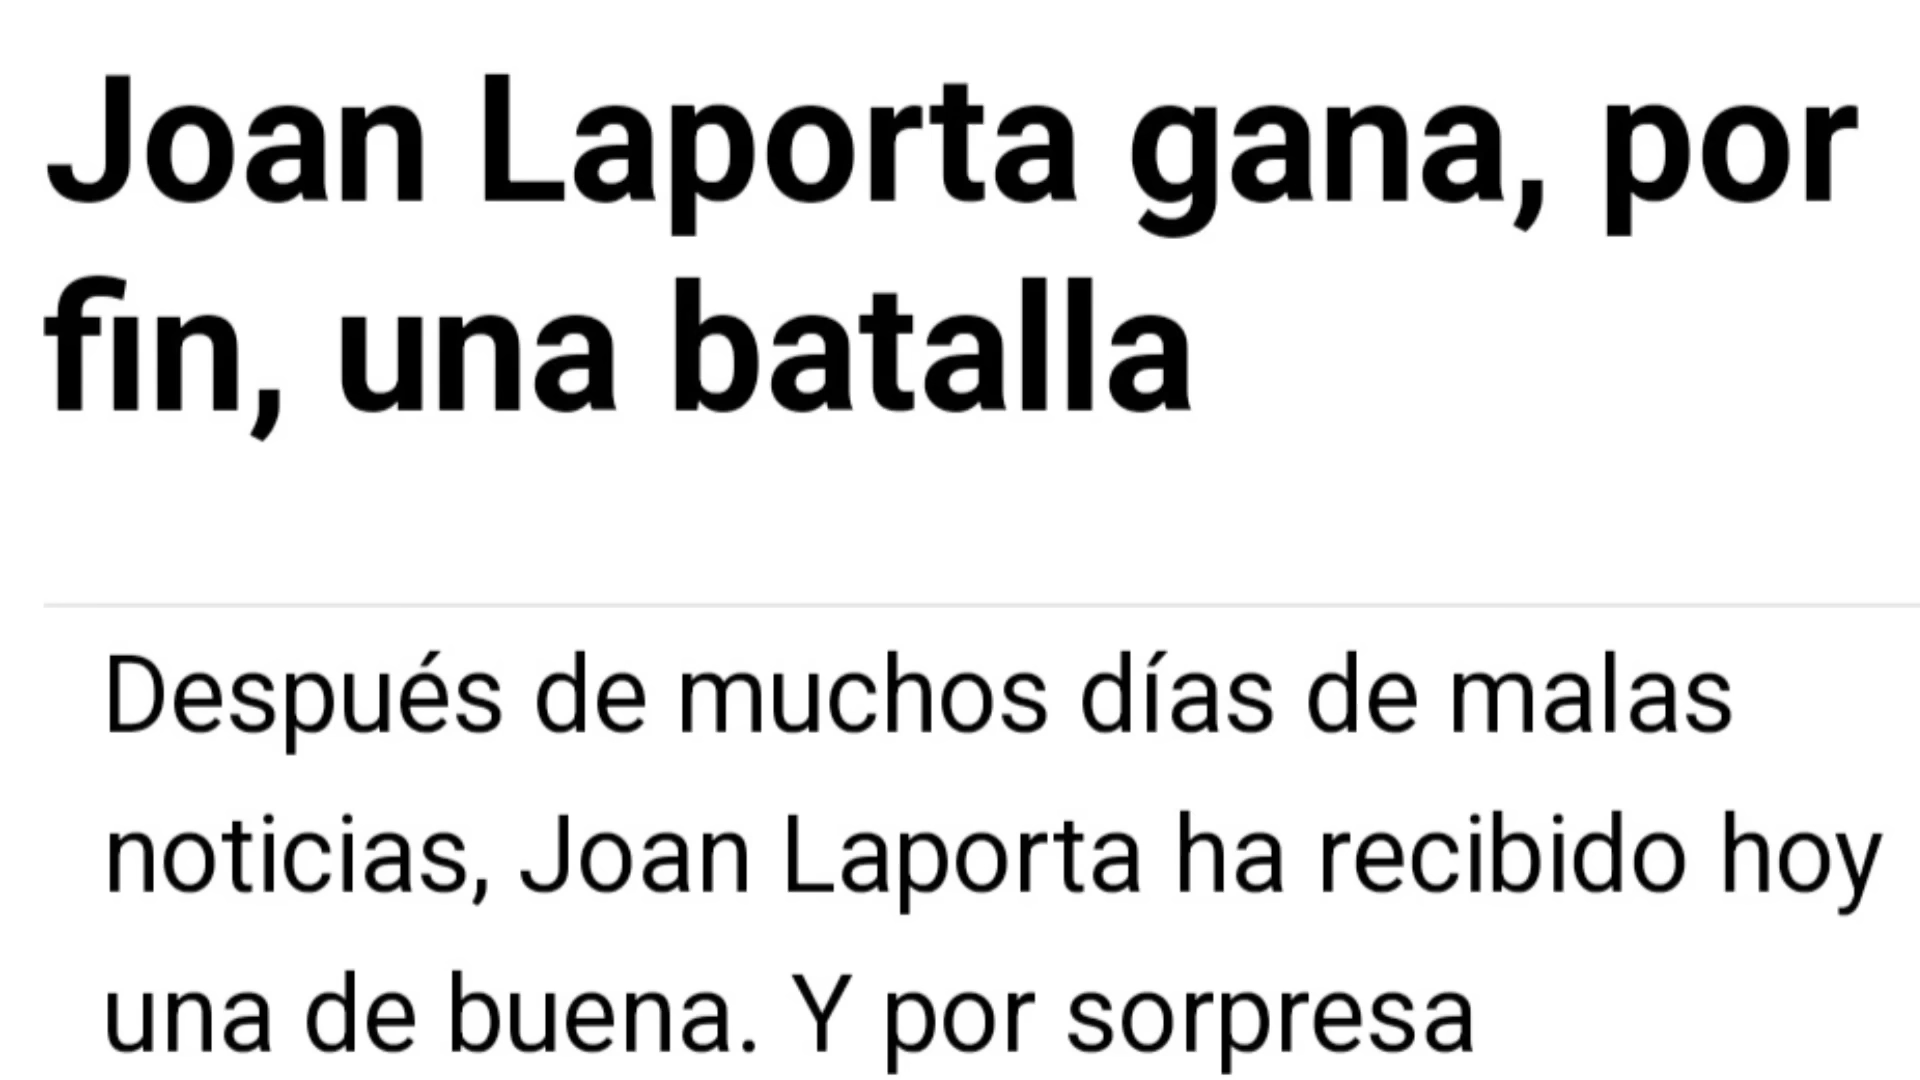 Joan Laporta gana, por
fin, una batalla
Después de muchos días de malas
noticias, Joan Laporta ha recibido hoy
una de buena. Y por sorpresa